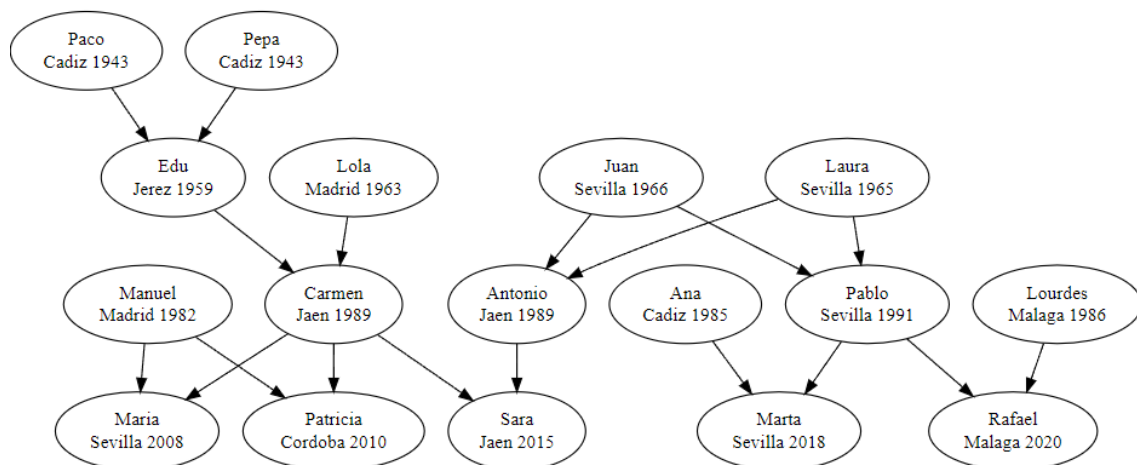 Paco
Cadiz 1943
Pepa
Cadiz 1943
Edu
Jerez 1959
Lola
Madrid 1963
Juan
Sevilla 1966
Laura
Sevilla 1965
Manuel
Madrid 1982
Carmen
Jaen 1989
Antonio
Jaen 1989
Ana
Cadiz 1985
Pablo
Sevilla 1991
Lourdes
Malaga 1986
Maria
Sevilla 2008
Patricia
Cordoba 2010
Sara
Jaen 2015
Marta
Sevilla 2018
Rafael
Malaga 2020